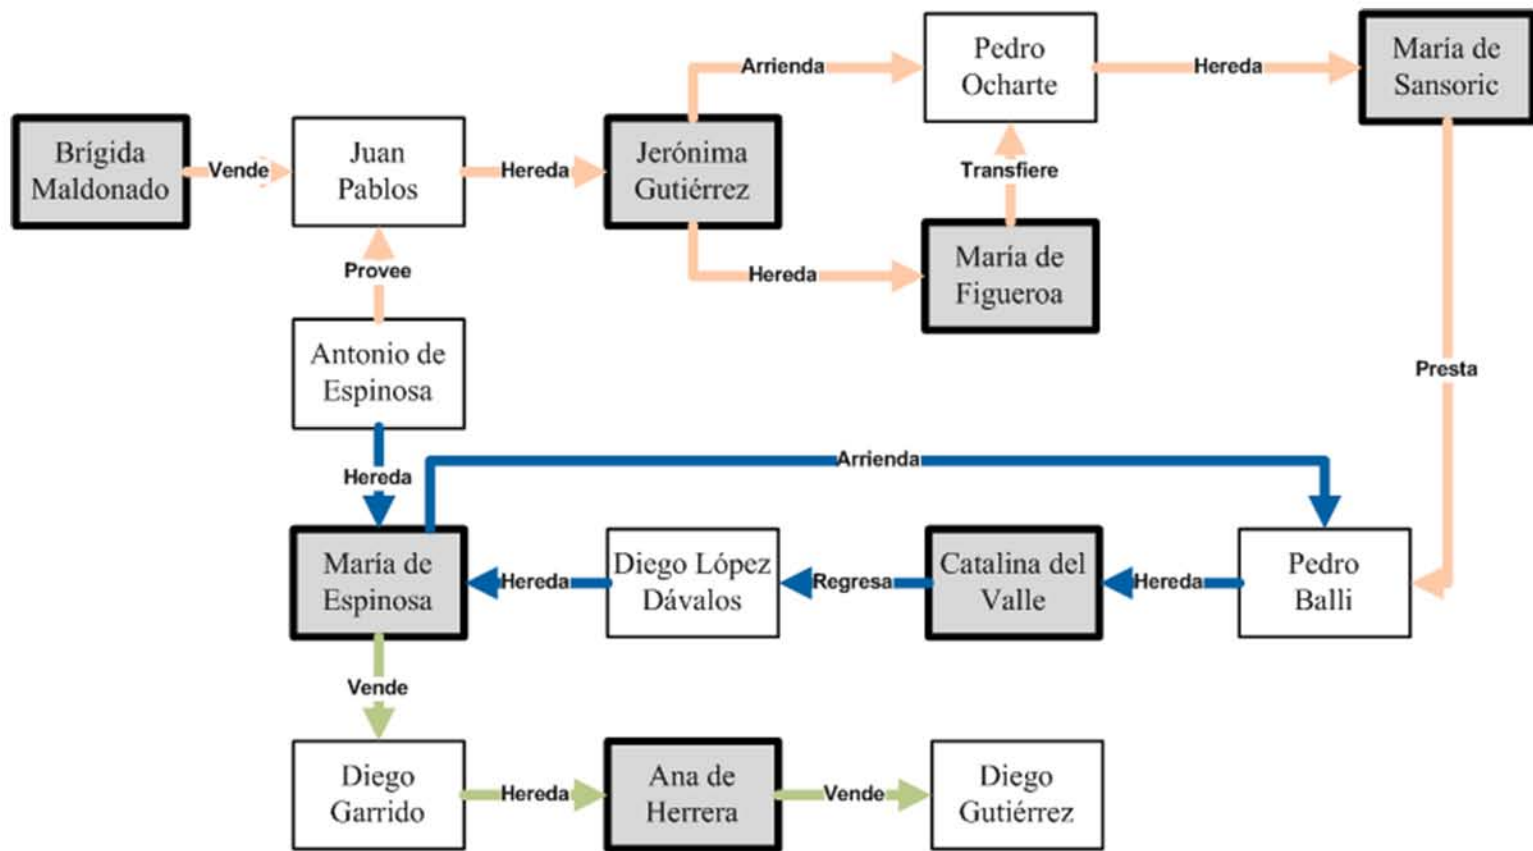 Pedro
Ocharte
María de
Sansoric
Arrienda
Hereda
Brígida
Maldonado
Vende
Juan
Pablos
Hereda
Jerónima
Gutiérrez
Transfiere
Provee
Hereda
María de
Figueroa
Antonio de
Espinosa
Presta
Hereda
Arrienda
María de
Espinosa
Hereda
Diego López
Dávalos
Regresa
Catalina del
Valle
Hereda
Pedro
Balli
Vende
Diego
Garrido
Hereda
Ana de
Herrera
Vende
Diego
Gutiérrez